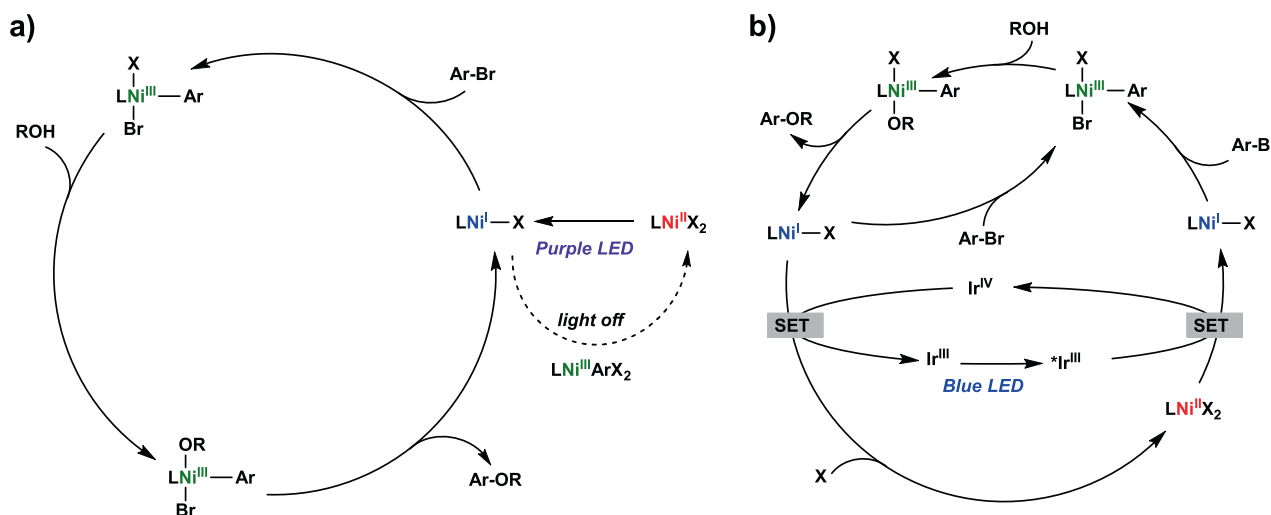 a)
X
LNiᴵᴵᴵ Ar
Br
ROH
Ar-Br
LNiᴵ X
LNiᴵᴵX₂
Purple LED
light off
LNiᴵᴵᴵArX₂
OR
LNiᴵᴵᴵ Ar
Br
Ar-OR
b)
ROH
X
LNiᴵᴵᴵ Ar
OR
X
LNiᴵᴵᴵ Ar
Br
Ar-OR
Ar-B
LNiᴵ X
Ar-Br
LNiᴵ X
Irᴵⱽ
SET
SET
Irᴵᴵᴵ
*Irᴵᴵᴵ
Blue LED
LNiᴵᴵX₂
X